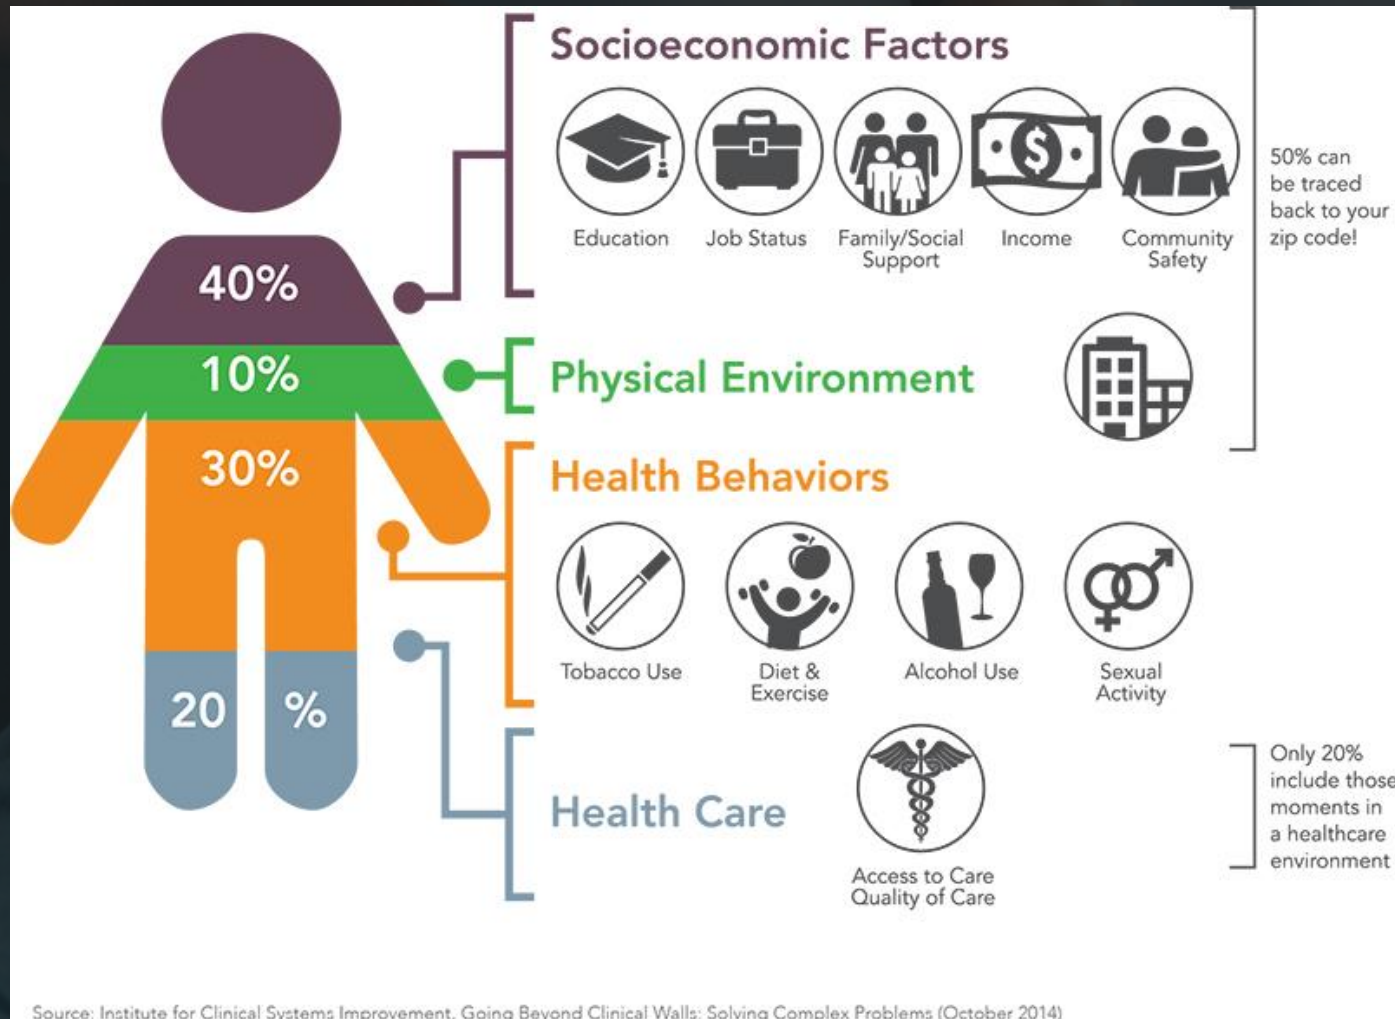 Socioeconomic Factors
Education
Job Status
Family/Social
Support
Income
Community
Safety
50% can
be traced
back to your
zip code!
40%
10%
Physical Environment
30%
Health Behaviors
Tobacco Use
Diet &
Exercise
Alcohol Use
Sexual
Activity
20 %
Health Care
Access to Care
Quality of Care
Only 20%
include those
moments in
a healthcare
environment
Source: Institute for Clinical Systems Improvement, Going Beyond Clinical Walls: Solving Complex Problems (October 2014)